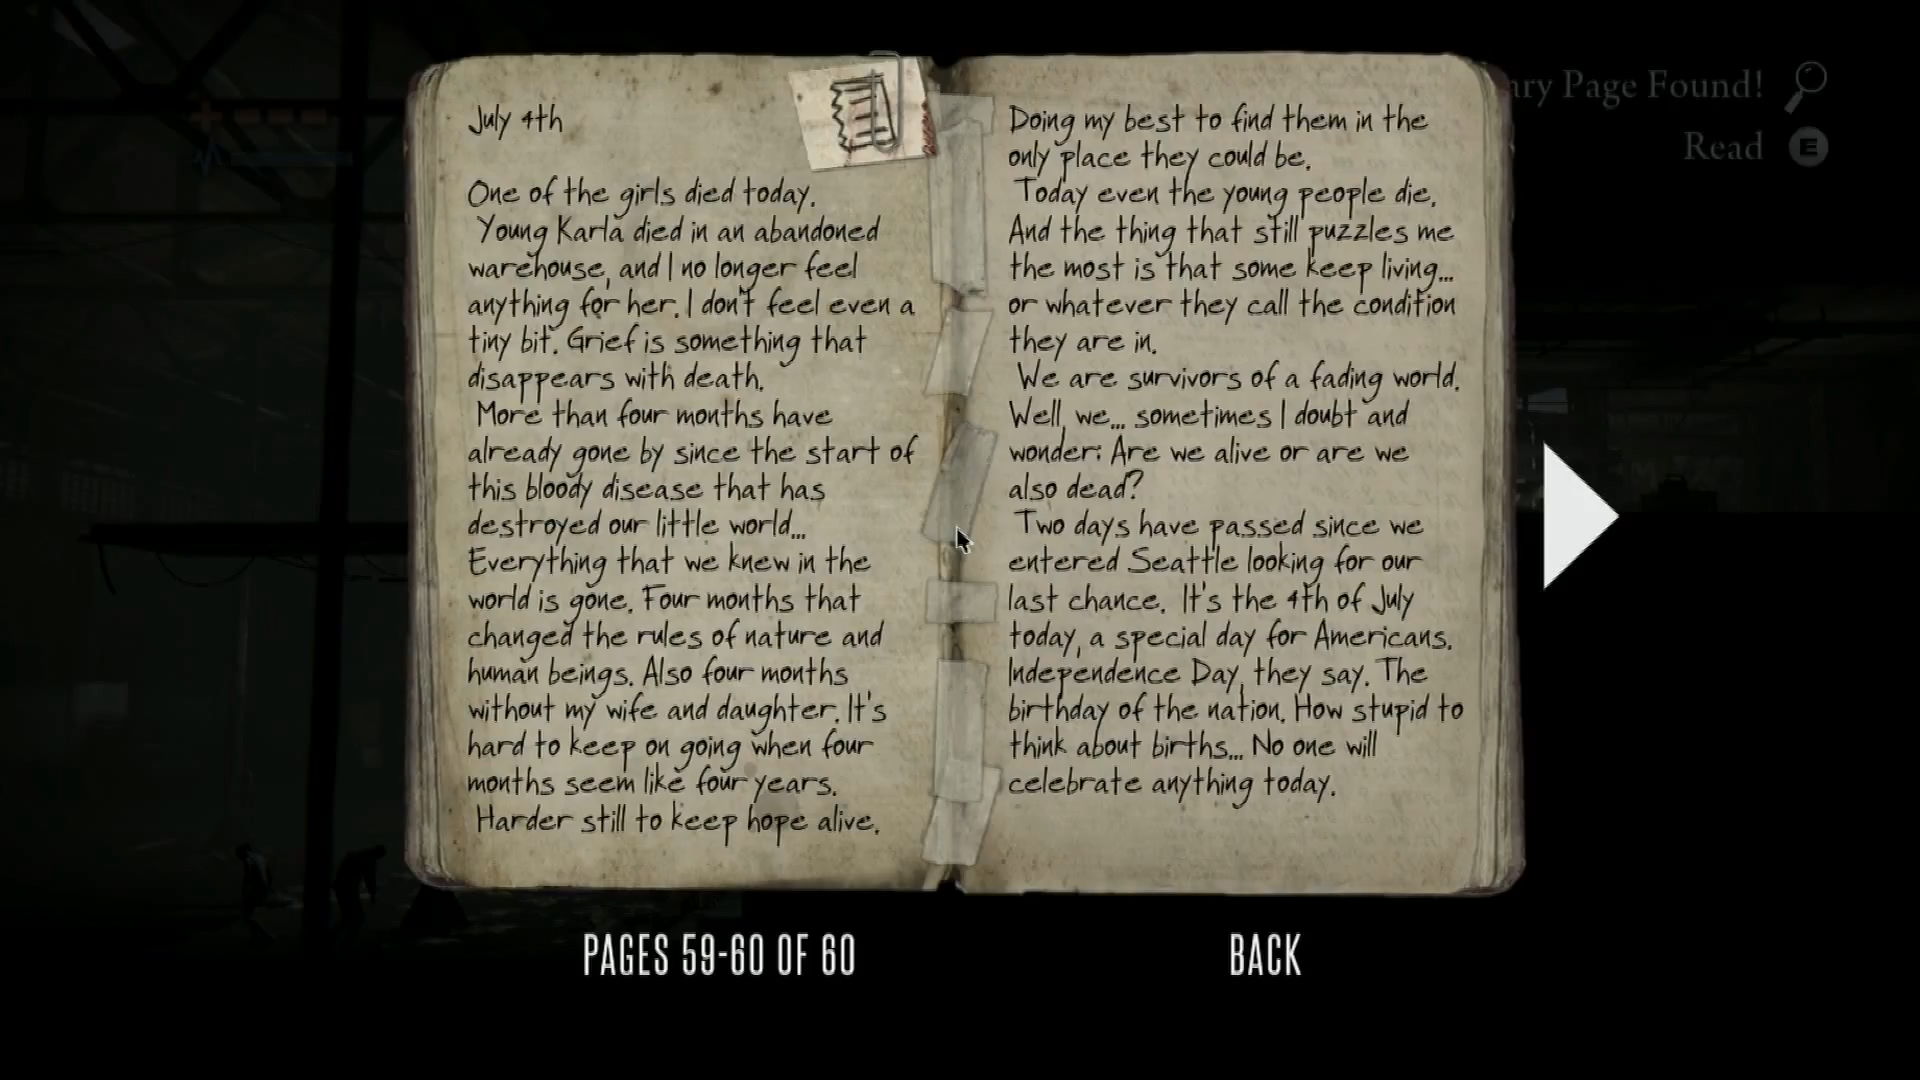 July 4th
One of the girls died today.
Young Karla died in an abandoned
warehouse, and I no longer feel
anything for her. I don't feel even a
tiny bit. Grief is something that
disappears with death.
More than four months have
already gone by since the start of
this bloody disease that has
destroyed our little world...
Everything that we knew in the
world is gone. Four months that
changed the rules of nature and
human beings. Also four months
without my wife and daughter. It's
hard to keep on going when four
months seem like four years.
Harder still to keep hope alive.
Doing my best to find them in the
only place they could be.
Today even the young people die.
And the thing that still puzzles me
the most is that some keep living...
or whatever they call the condition
they are in.
We are survivors of a fading world.
Well, we... sometimes I doubt and
wonder: Are we alive or are we
also dead?
Two days have passed since we
entered Seattle looking for our
last chance. It's the 4th of July
today, a special day for Americans.
Independence Day, they say. The
birthday of the nation. How stupid to
think about births... No one will
celebrate anything today.
ary Page Found!
Read E
PAGES 59-60 OF 60
BACK